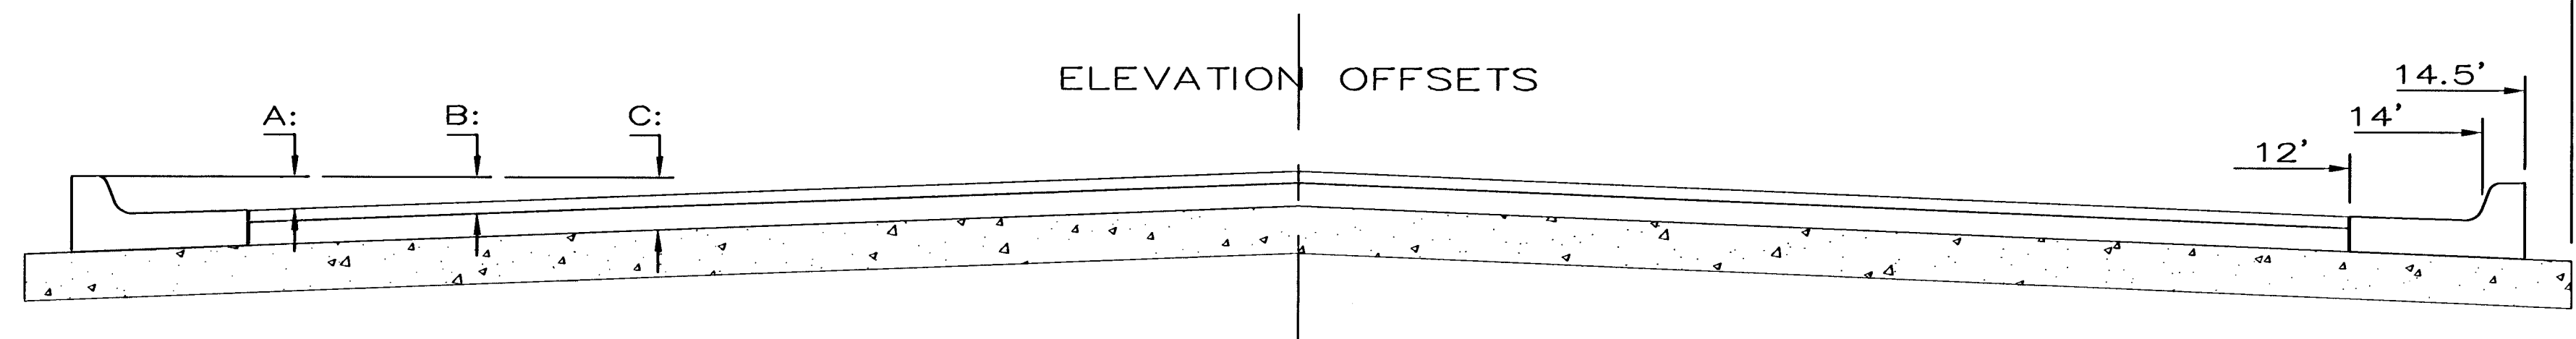 ELEVATION OFFSETS
14.5'
14'
12'
A:
B:
C: